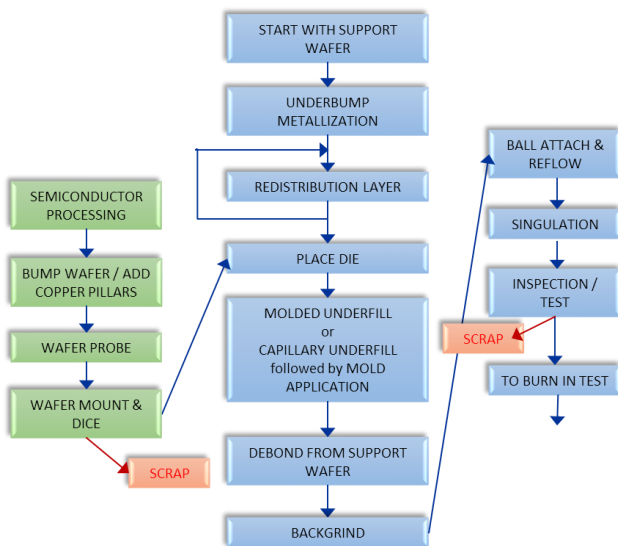 START WITH SUPPORT
WAFER
UNDERBUMP
METALLIZATION
REDISTRIBUTION LAYER
PLACE DIE
MOLDED UNDERFILL
or
CAPILLARY UNDERFILL
followed by MOLD
APPLICATION
DEBOND FROM SUPPORT
WAFER
BACKGRIND
SEMICONDUCTOR
PROCESSING
BUMP WAFER / ADD
COPPER PILLARS
WAFER PROBE
WAFER MOUNT &
DICE
SCRAP
BALL ATTACH &
REFLOW
SINGULATION
INSPECTION /
TEST
SCRAP
TO BURN IN TEST